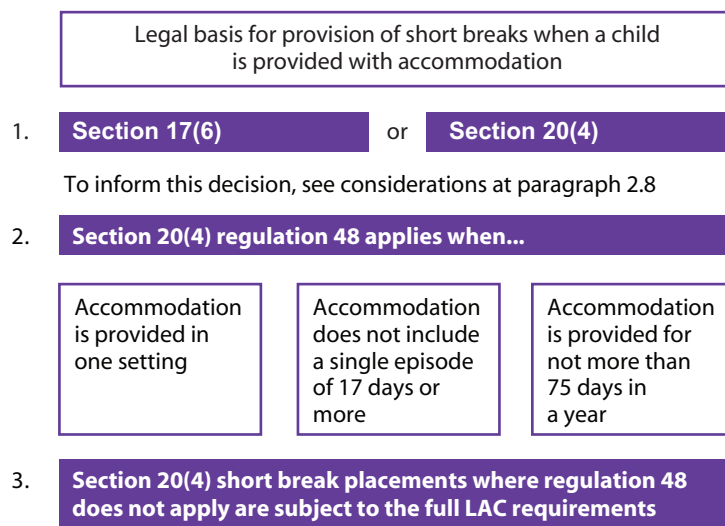 Legal basis for provision of short breaks when a child
is provided with accommodation
1. Section 17(6) or Section 20(4)
To inform this decision, see considerations at paragraph 2.8
2. Section 20(4) regulation 48 applies when...
Accommodation
is provided in
one setting
Accommodation
does not include
a single episode
of 17 days or
more
Accommodation
is provided for
not more than
75 days in
a year
3. Section 20(4) short break placements where regulation 48
does not apply are subject to the full LAC requirements